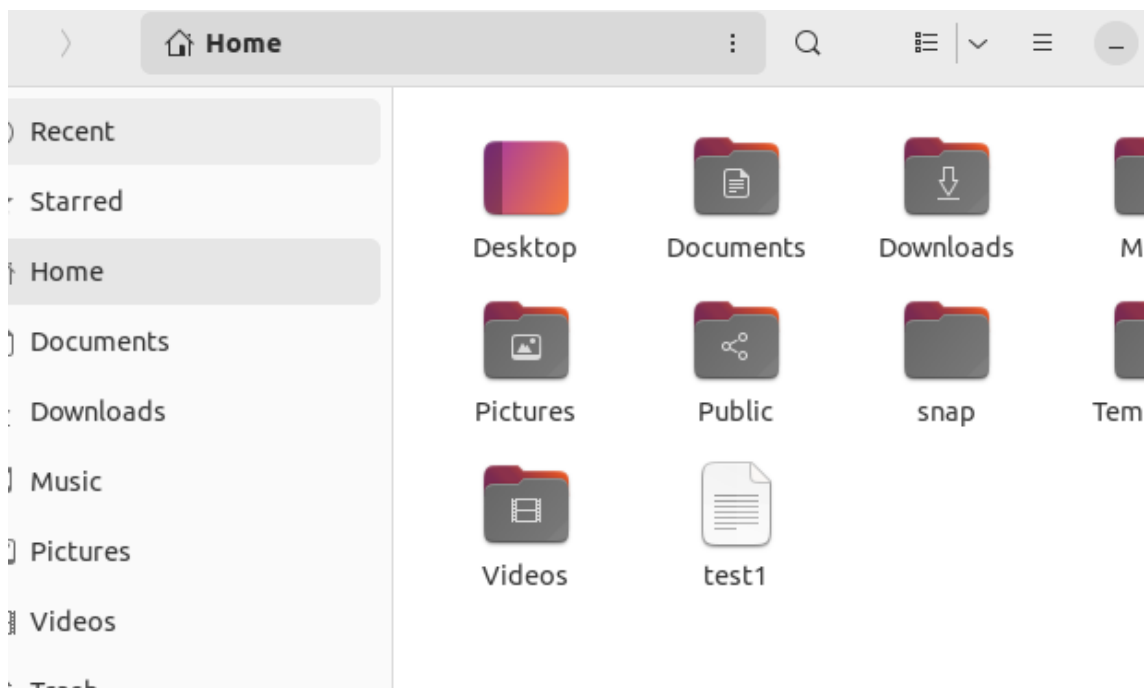 Home
Recent
Starred
Home
Documents
Downloads
Music
Pictures
Videos
Desktop
Documents
Downloads
Pictures
Public
snap
Videos
test1